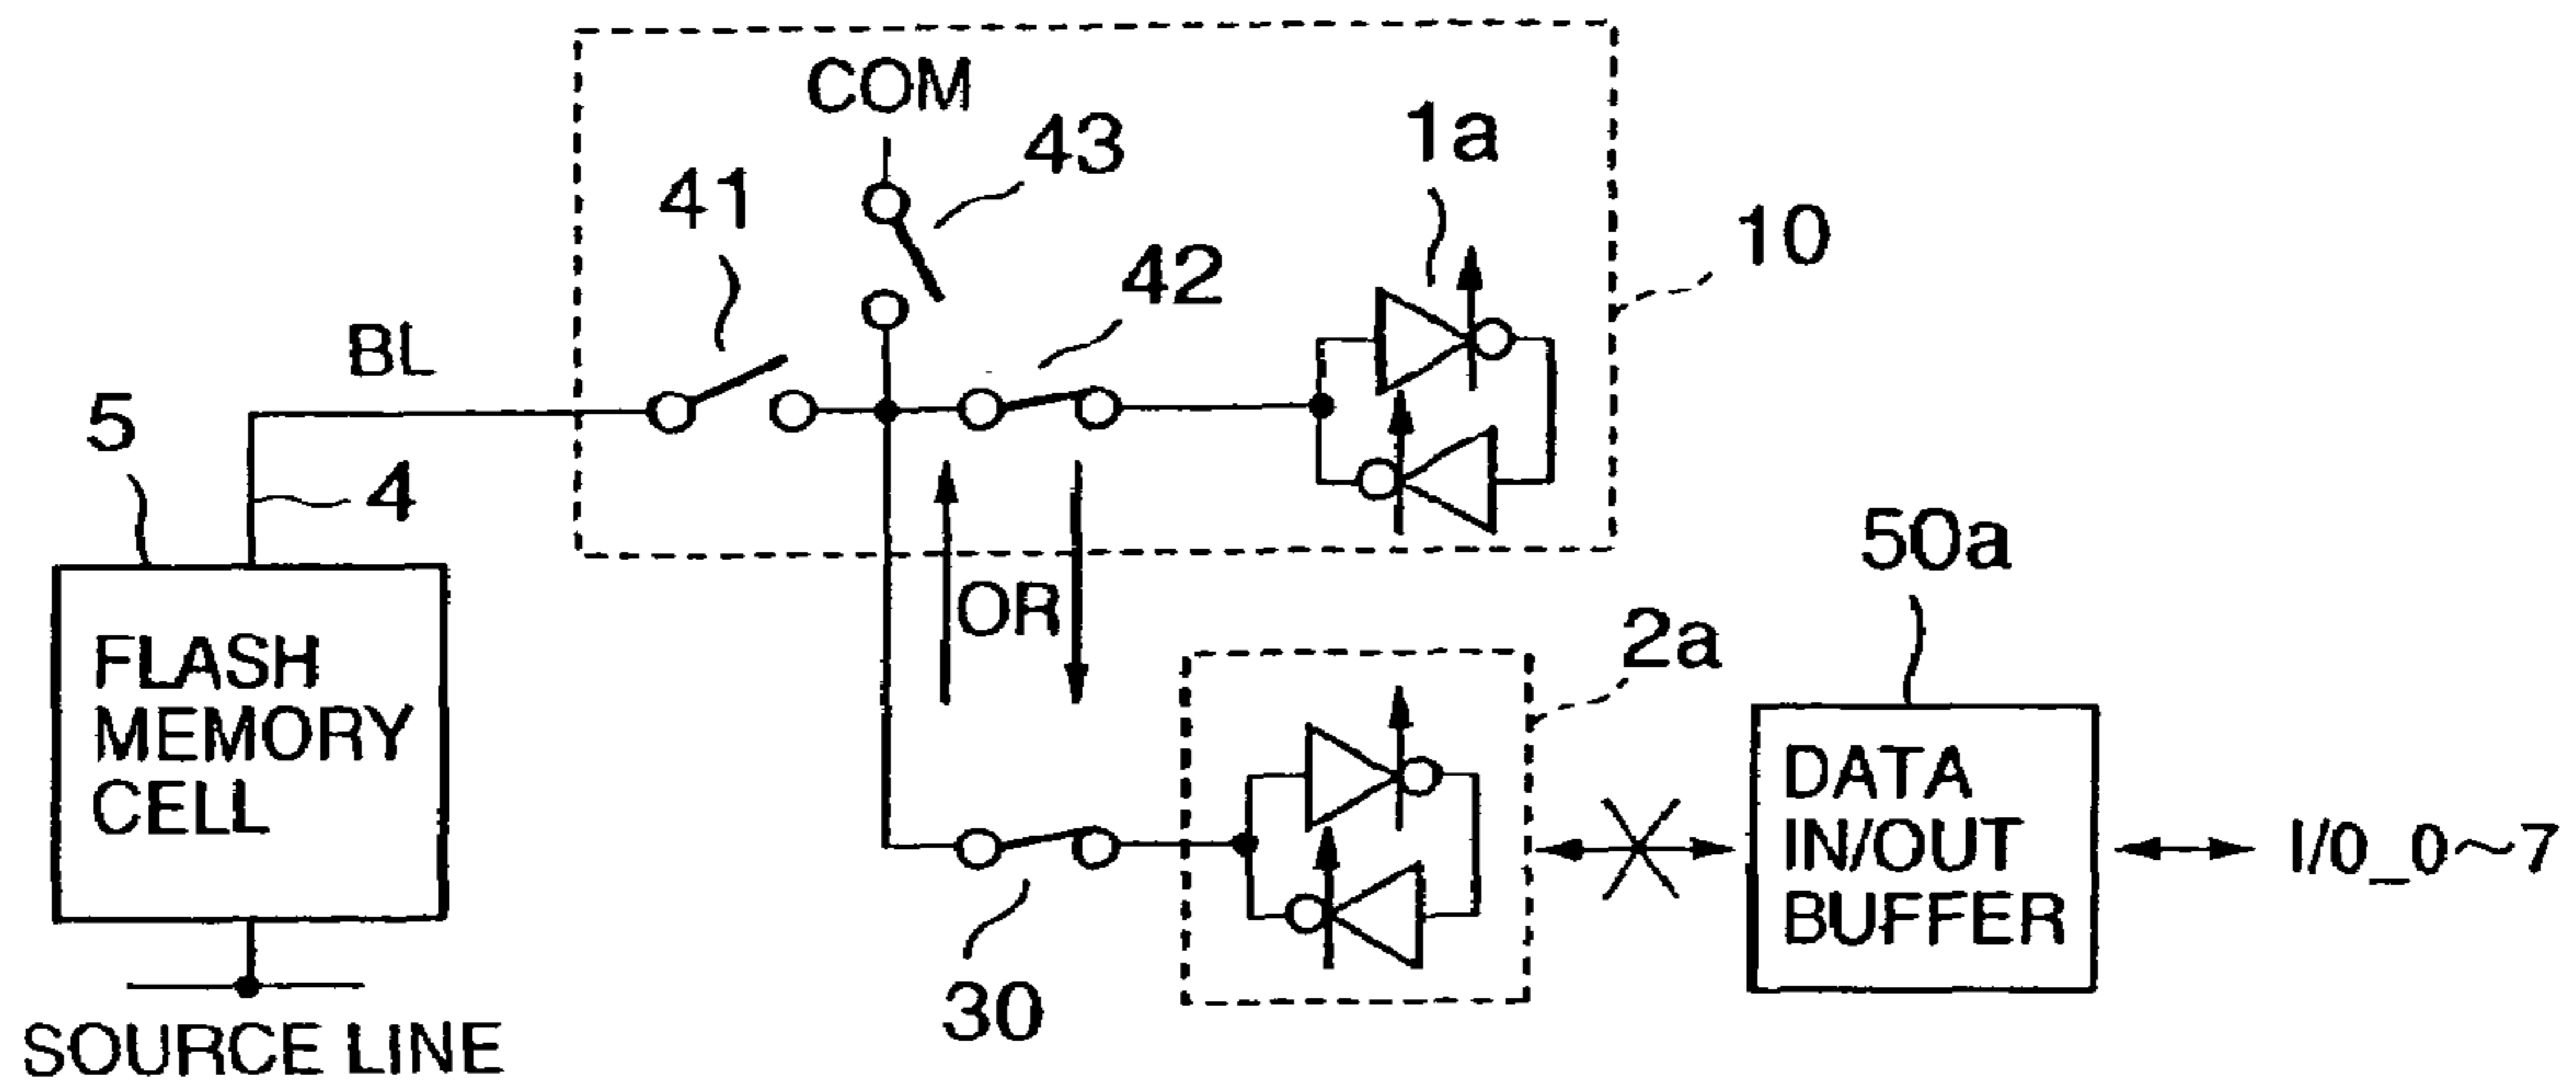 COM
43
1a
41
10
42
BL
5
4
50a
OR
2a
FLASH
MEMORY
CELL
DATA
IN/OUT
BUFFER
I/0_0~7
30
SOURCE LINE